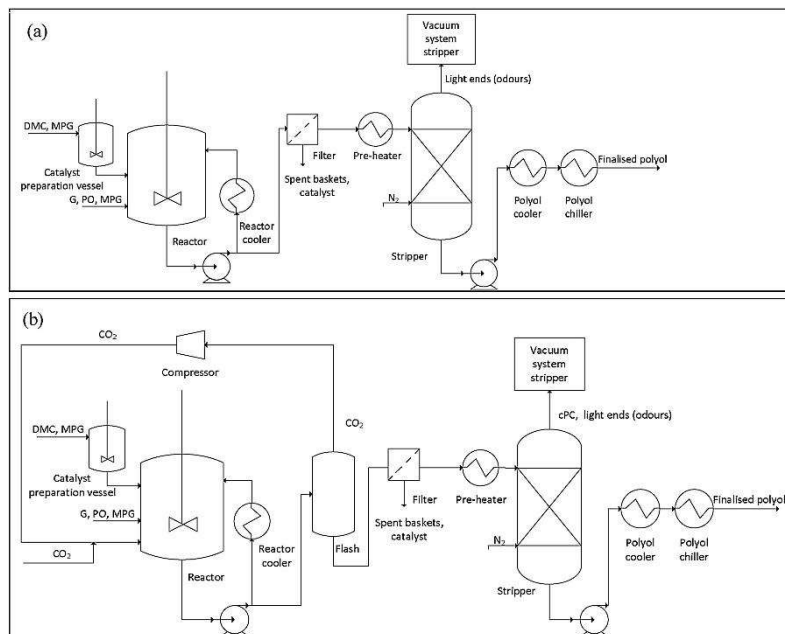 (a)
Vacuum
system
stripper
Light ends (odours)
DMC, MPG
Catalyst
preparation vessel
G, PO, MPG
Reactor
Reactor
cooler
Filter
Spent baskets,
catalyst
Pre-heater
N₂
Stripper
Polyol
cooler
Polyol
chiller
Finalised polyol
(b)
CO₂
Compressor
CO₂
Vacuum
system
stripper
cPC, light ends (odours)
DMC, MPG
Catalyst
preparation vessel
G, PO, MPG
CO₂
Reactor
Reactor
cooler
Flash
Filter
Spent baskets,
catalyst
Pre-heater
N₂
Stripper
Polyol
cooler
Polyol
chiller
Finalised polyol